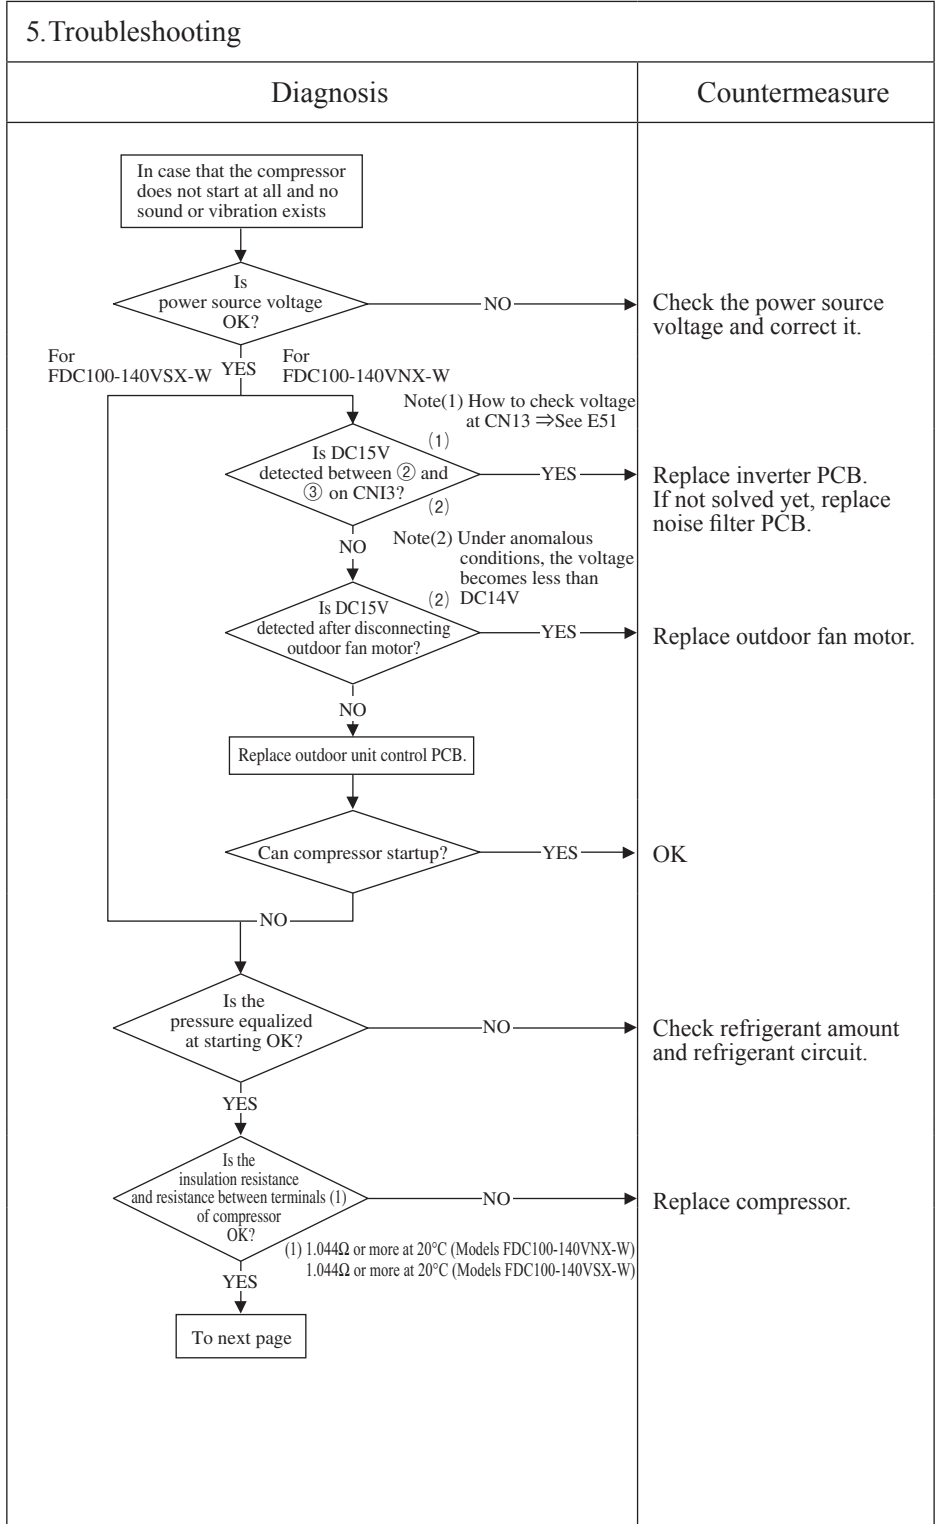 5.Troubleshooting
Diagnosis
Countermeasure
In case that the compressor
does not start at all and no
sound or vibration exists
Is
power source voltage
OK?
NO
Check the power source
voltage and correct it.
For
FDC100-140VSX-W
YES
For
FDC100-140VNX-W
Note(1) How to check voltage
at CN13 ⇒See E51
(1)
Is DC15V
detected between ② and
③ on CNI3?
(2)
YES
Replace inverter PCB.
If not solved yet, replace
noise filter PCB.
NO
Note(2) Under anomalous
conditions, the voltage
becomes less than
DC14V
(2)
Is DC15V
detected after disconnecting
outdoor fan motor?
YES
Replace outdoor fan motor.
NO
Replace outdoor unit control PCB.
Can compressor startup?
YES
OK
NO
Is the
pressure equalized
at starting OK?
NO
Check refrigerant amount
and refrigerant circuit.
YES
Is the
insulation resistance
and resistance between terminals (1)
of compressor
OK?
NO
Replace compressor.
(1) 1.044Ω or more at 20°C (Models FDC100-140VNX-W)
1.044Ω or more at 20°C (Models FDC100-140VSX-W)
YES
To next page